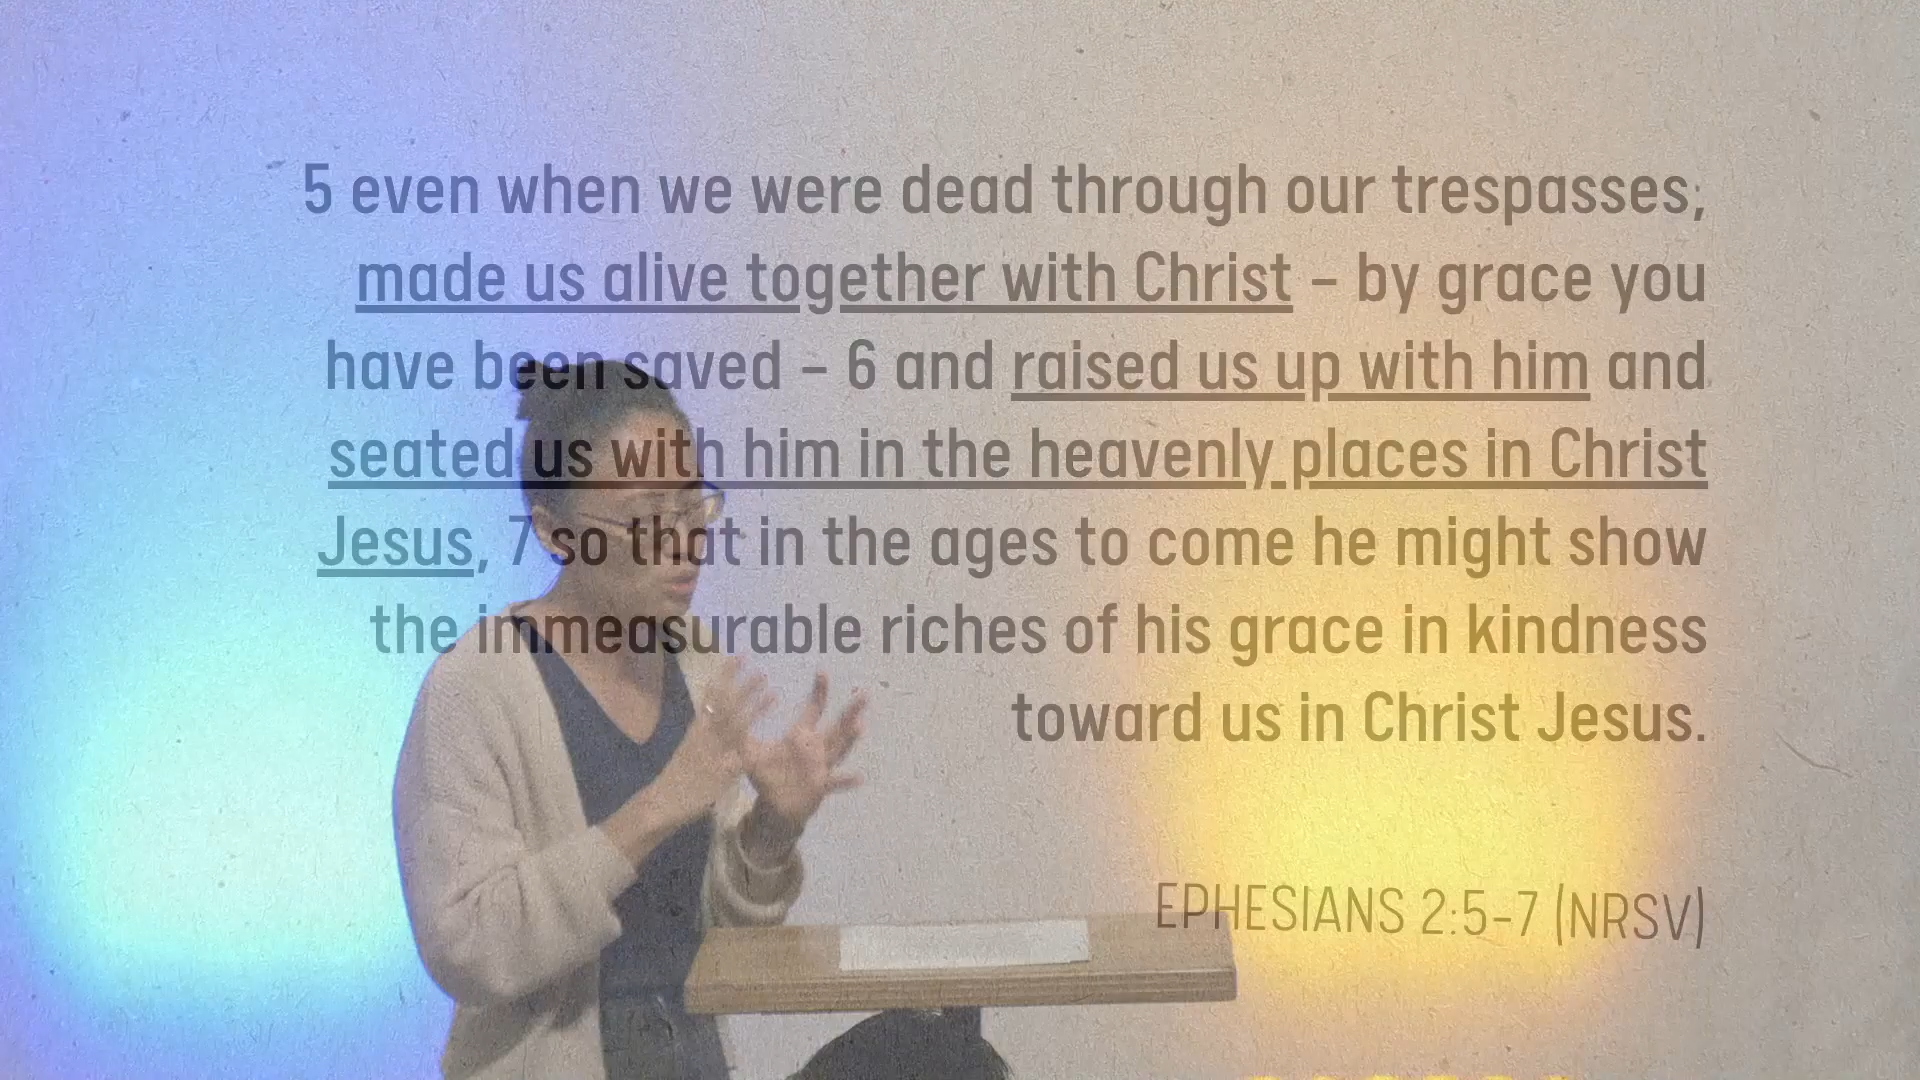 5 even when we were dead through our trespasses;
made us alive together with Christ – by grace you
have been saved – 6 and raised us up with him and
seated us with him in the heavenly places in Christ
Jesus, 7 so that in the ages to come he might show
the immeasurable riches of his grace in kindness
toward us in Christ Jesus.
EPHESIANS 2:5-7 (NRSV)